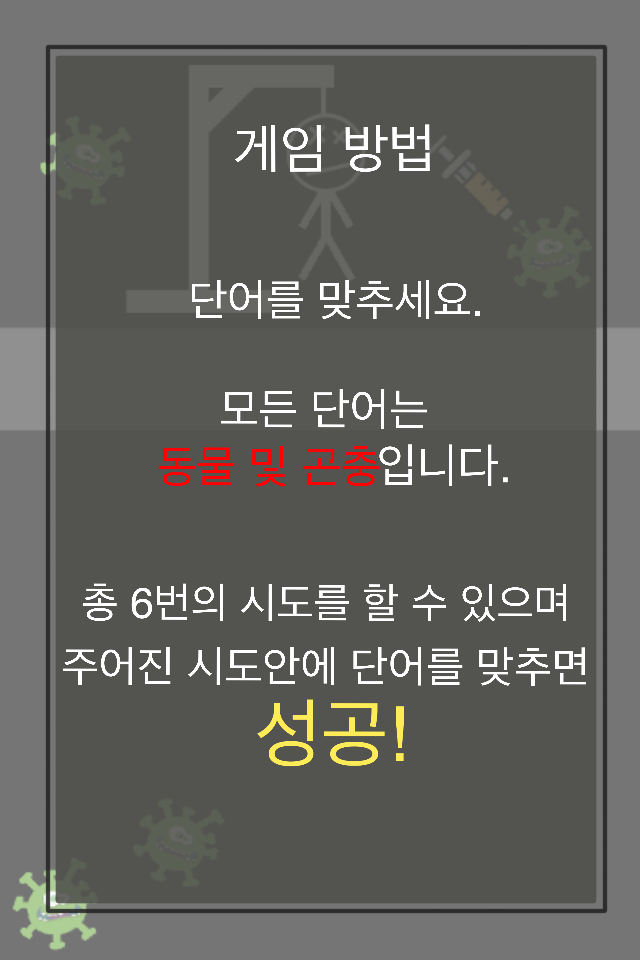 게임 방법
단어를 맞추세요.
모든 단어는
동물 및 곤충입니다.
총 6번의 시도를 할 수 있으며
주어진 시도안에 단어를 맞추면
성공!